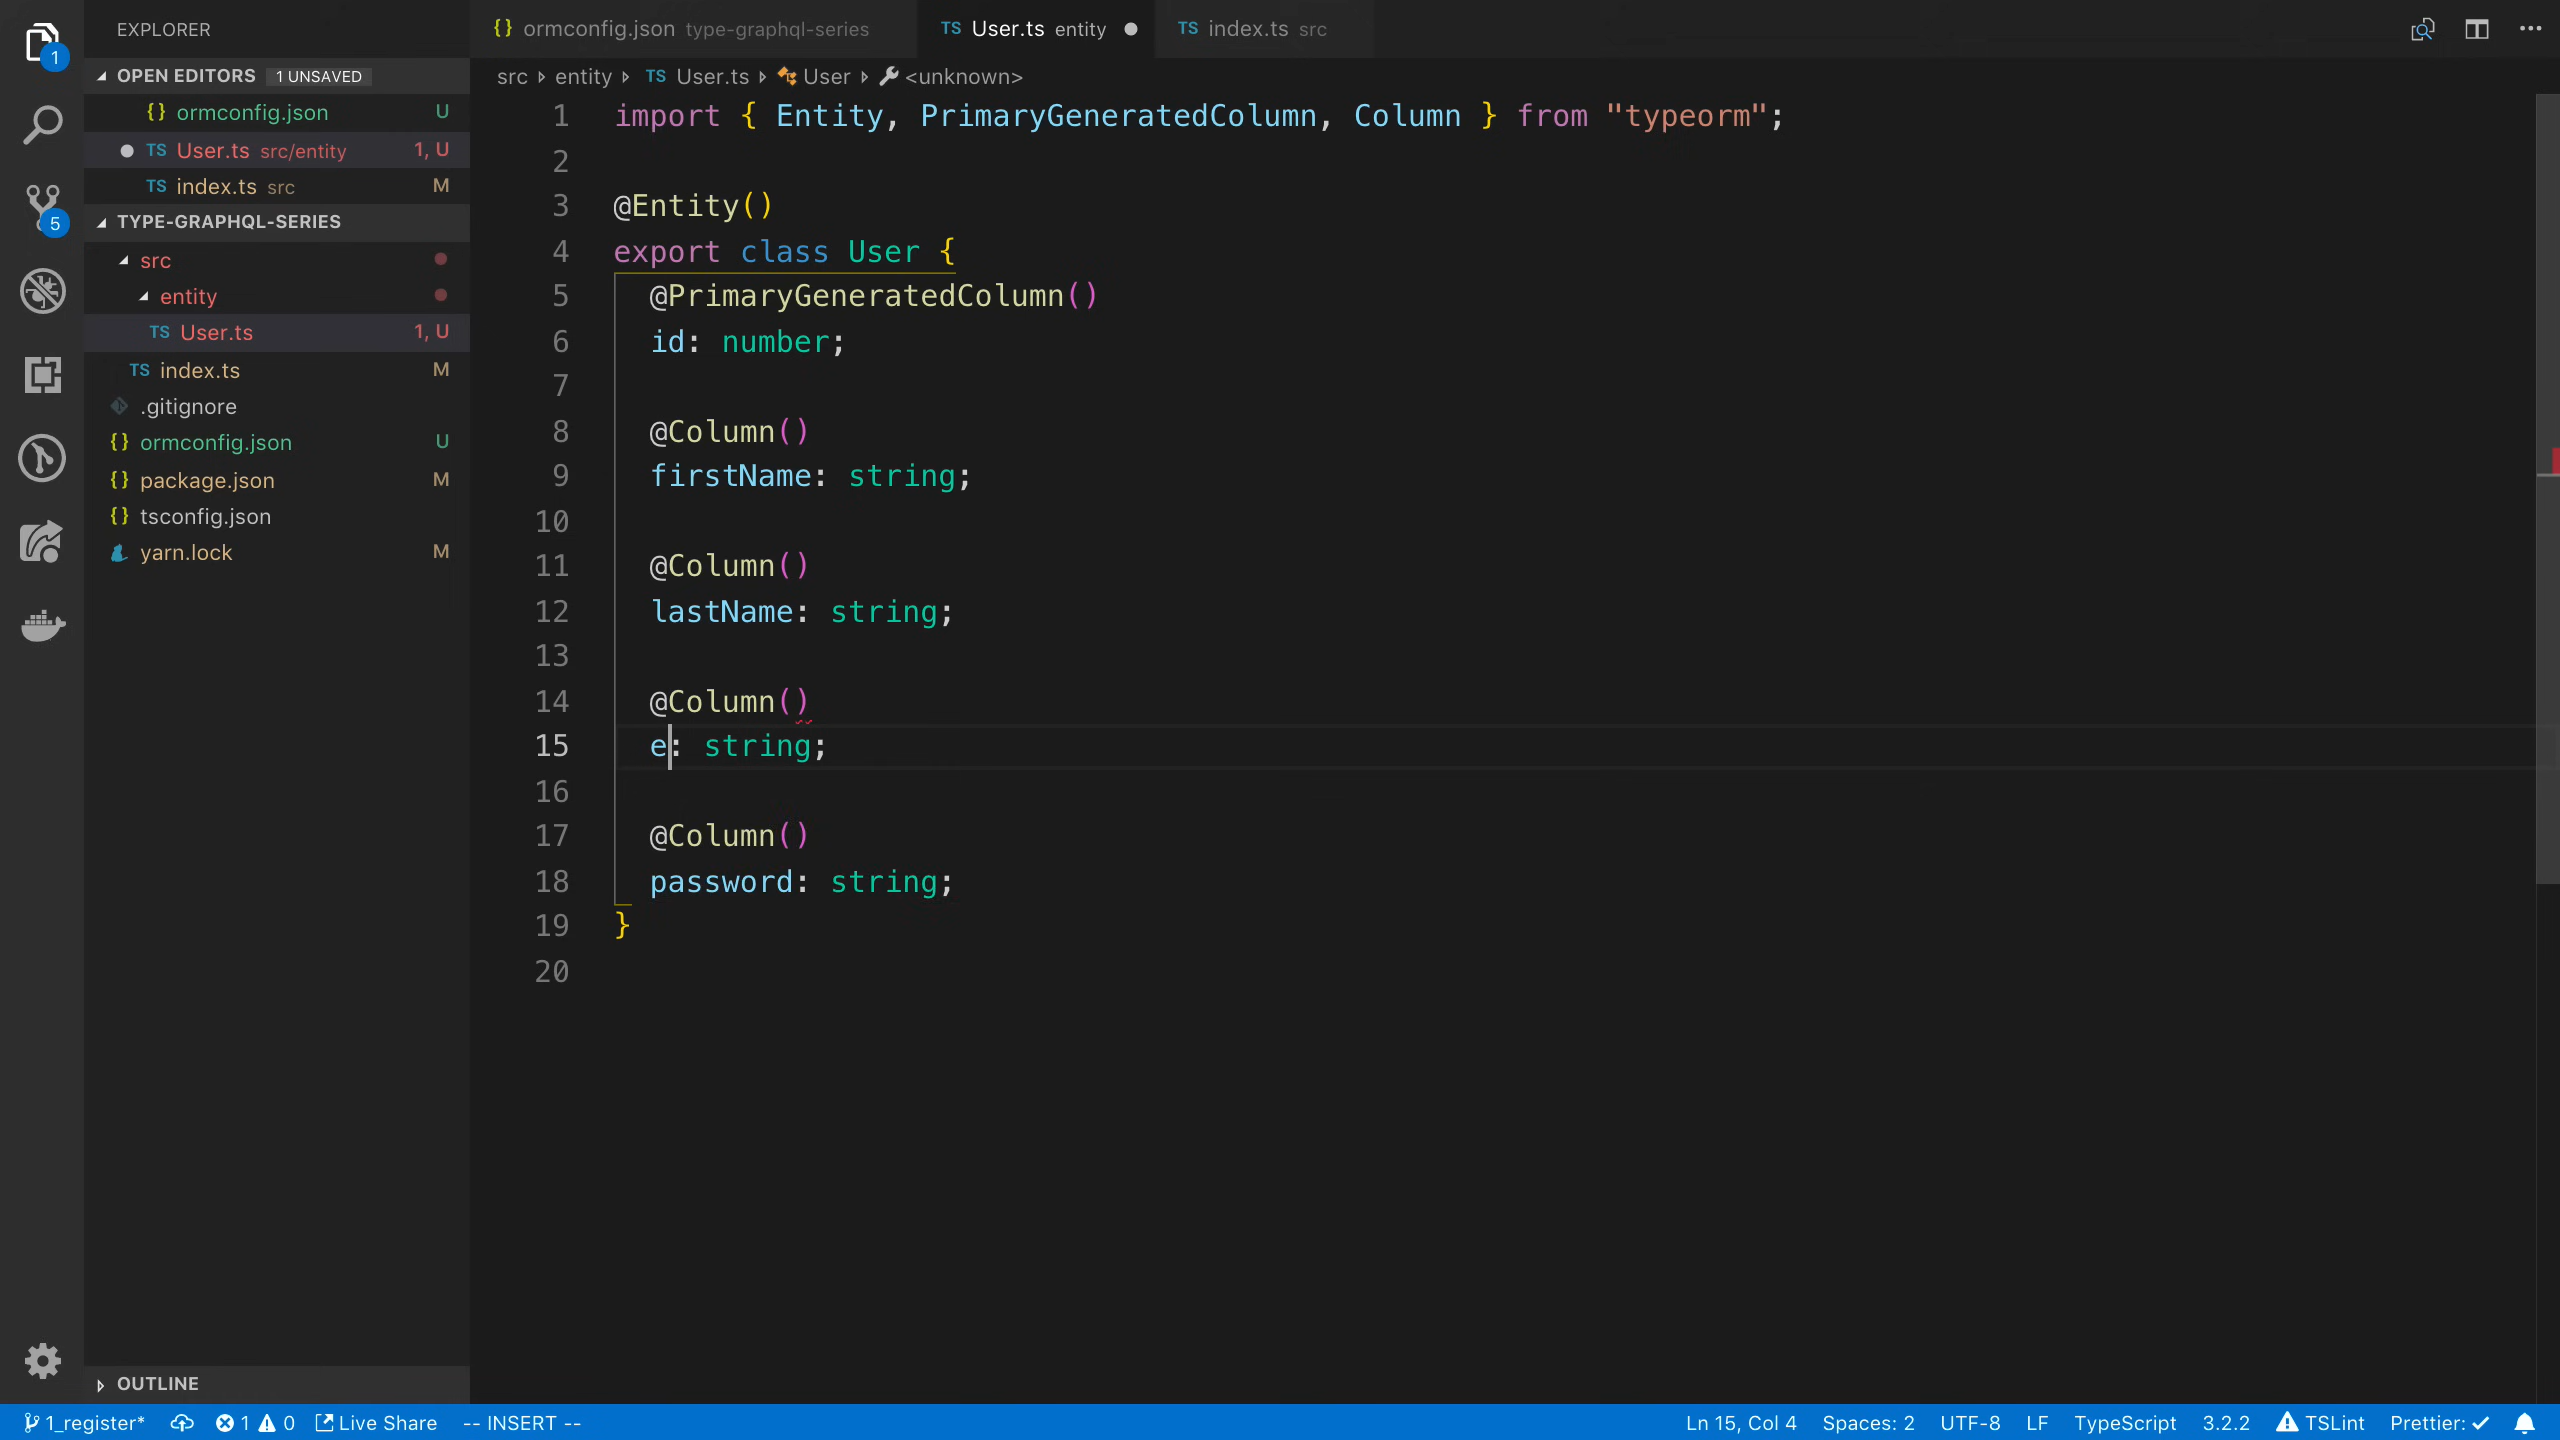 EXPLORER
OPEN EDITORS 1 UNSAVED
{} ormconfig.json U
TS User.ts src/entity 1, U
TS index.ts src M
TYPE-GRAPHQL-SERIES
src
entity
TS User.ts 1, U
TS index.ts M
.gitignore
{} ormconfig.json U
{} package.json M
{} tsconfig.json
yarn.lock M
OUTLINE
1
5
{} ormconfig.json type-graphql-series TS User.ts entity TS index.ts src
src entity TS User.ts User <unknown>
1 import { Entity, PrimaryGeneratedColumn, Column } from "typeorm";
2
3 @Entity()
4 export class User {
5 @PrimaryGeneratedColumn()
6 id: number;
7
8 @Column()
9 firstName: string;
10
11 @Column()
12 lastName: string;
13
14 @Column()
15 e: string;
16
17 @Column()
18 password: string;
19 }
20
1_register* 1 0 Live Share -- INSERT -- Ln 15, Col 4 Spaces: 2 UTF-8 LF TypeScript 3.2.2 TSLint Prettier: ✓